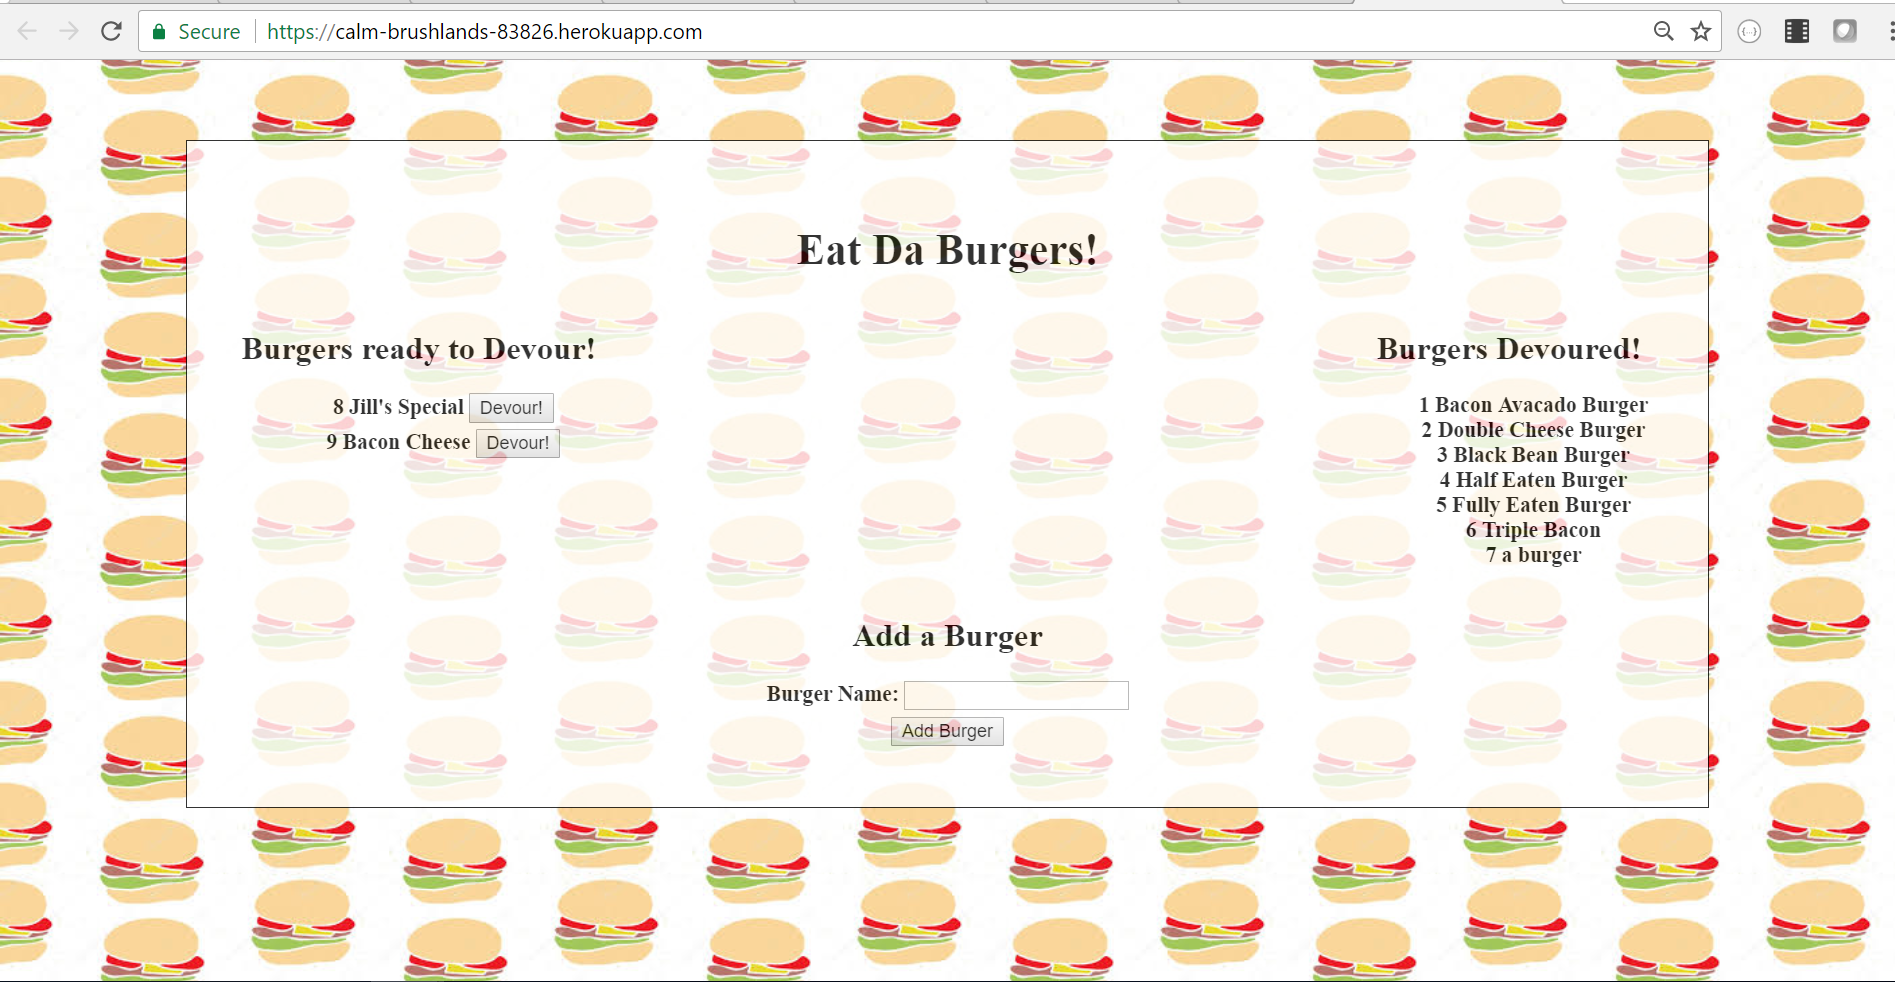 Secure https://calm-brushlands-83826.herokuapp.com
Eat Da Burgers!
Burgers ready to Devour!
8 Jill's Special Devour!
9 Bacon Cheese Devour!
Burgers Devoured!
1 Bacon Avacado Burger
2 Double Cheese Burger
3 Black Bean Burger
4 Half Eaten Burger
5 Fully Eaten Burger
6 Triple Bacon
7 a burger
Add a Burger
Burger Name:
Add Burger